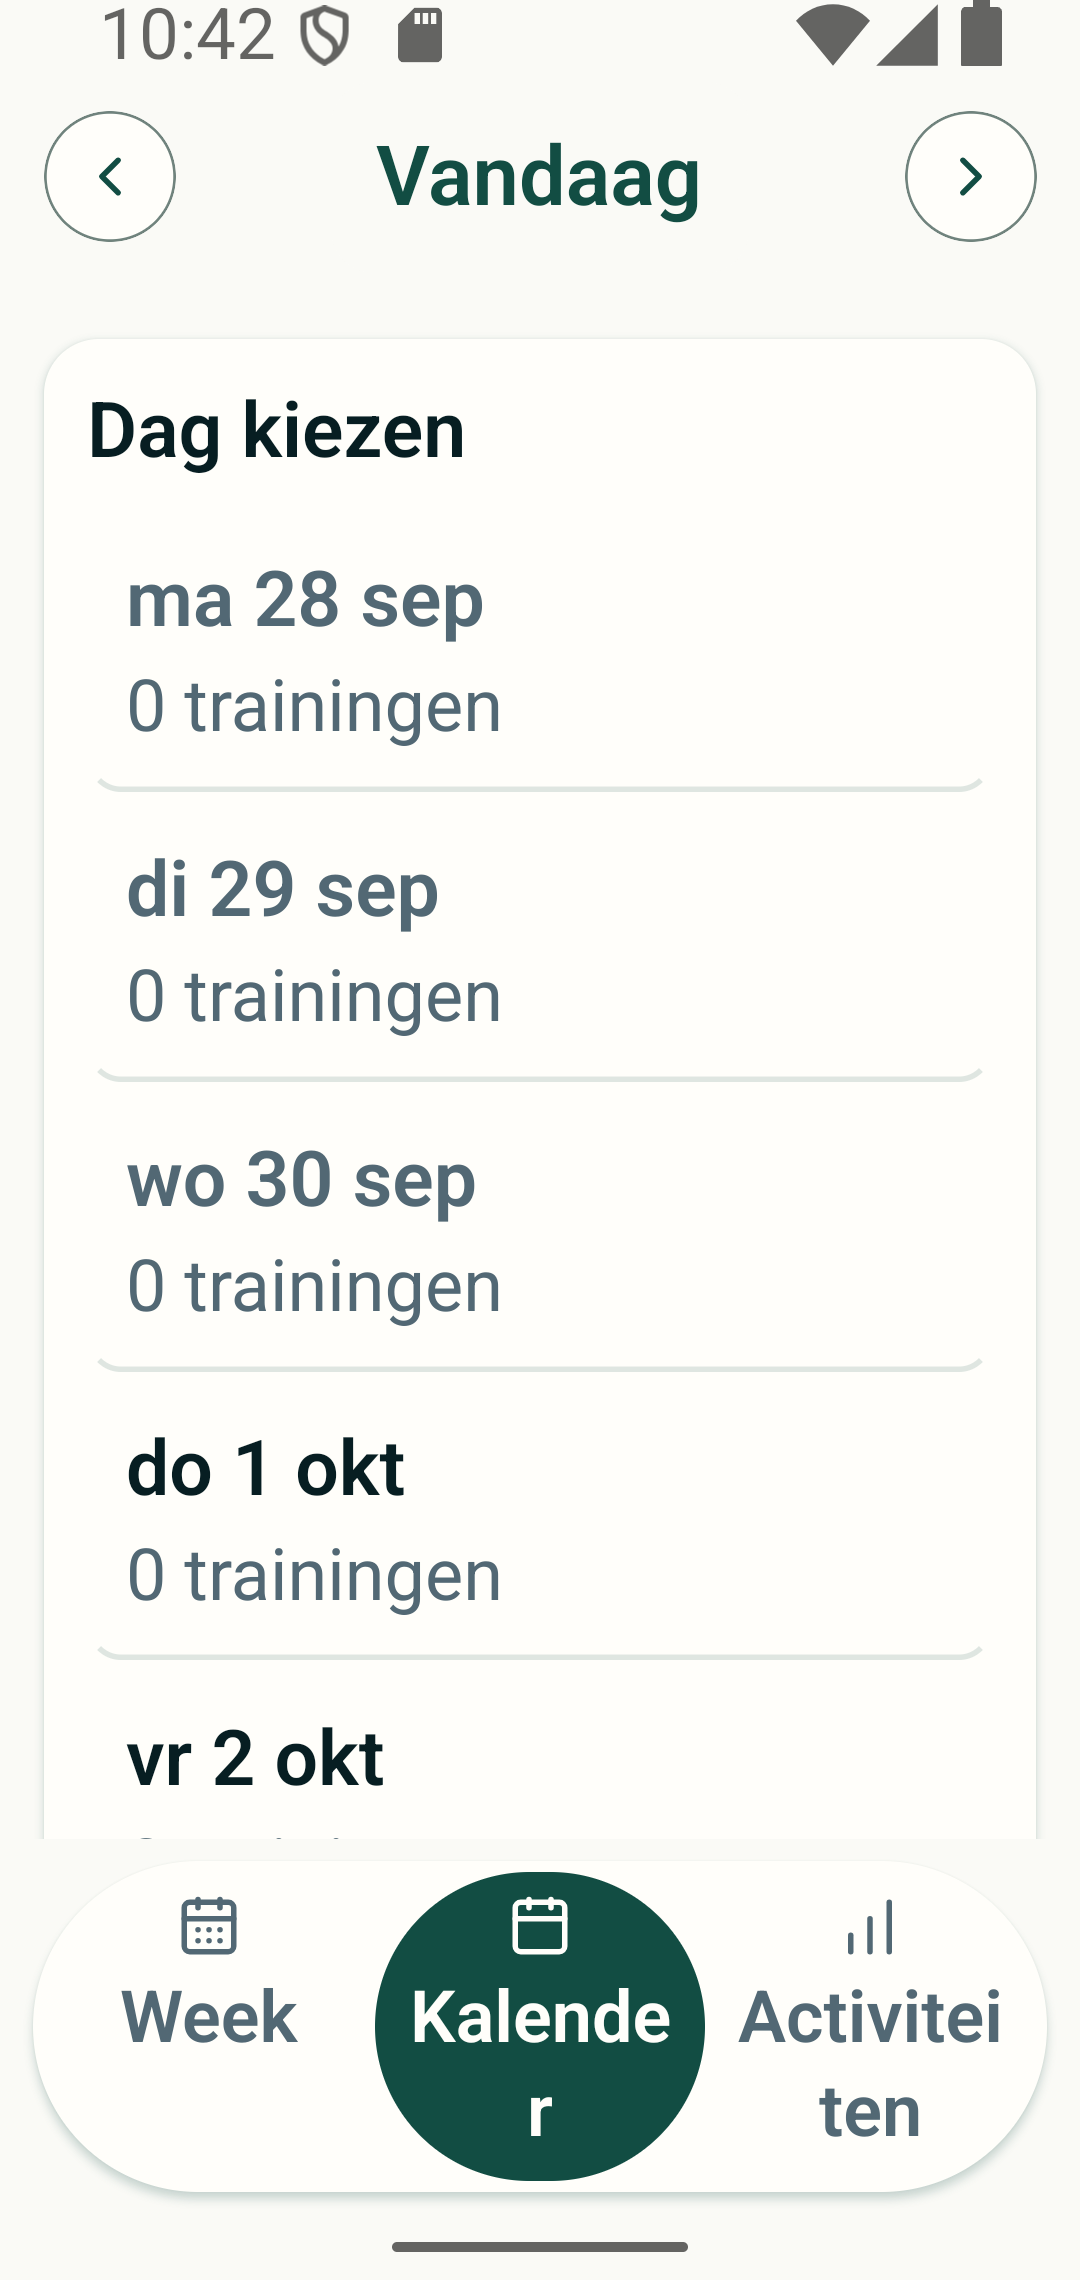 10:42
Vandaag
Dag kiezen
ma 28 sep
0 trainingen
di 29 sep
0 trainingen
wo 30 sep
0 trainingen
do 1 okt
0 trainingen
vr 2 okt
Week
Kalende
r
Activitei
ten